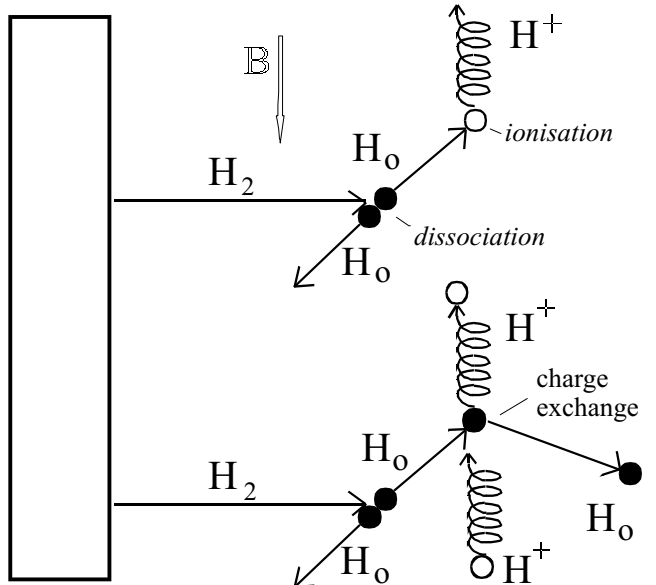 𝔹
H+
ionisation
Ho
H2
dissociation
Ho
H+
charge
exchange
Ho
H2
Ho
Ho
H+